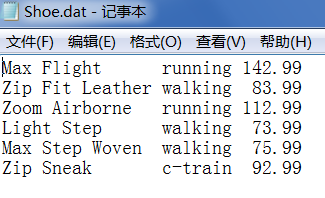 Shoe.dat - 记事本
文件(F) 编辑(E) 格式(O) 查看(V) 帮助(H)
Max Flight      running 142.99
Zip Fit Leather walking  83.99
Zoom Airborne   running 112.99
Light Step      walking  73.99
Max Step Woven  walking  75.99
Zip Sneak       c-train  92.99